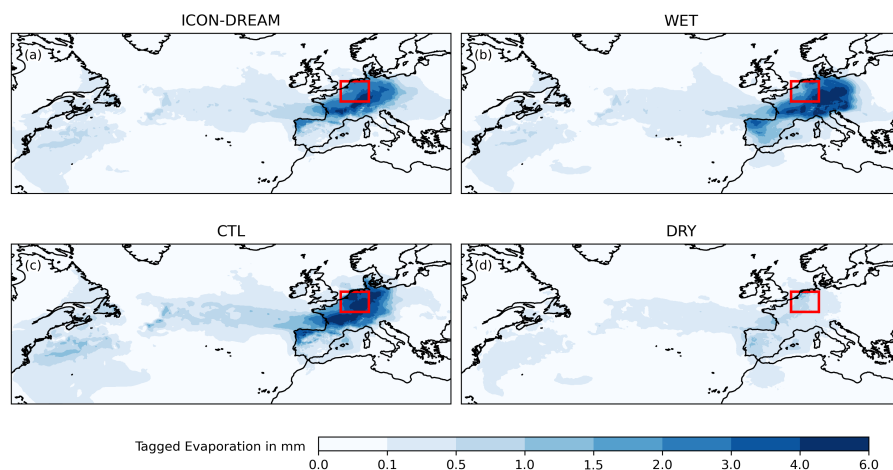 ICON-DREAM WET
(a) (b)
CTL DRY
(c) (d)
Tagged Evaporation in mm
0.0 0.1 0.5 1.0 1.5 2.0 3.0 4.0 6.0